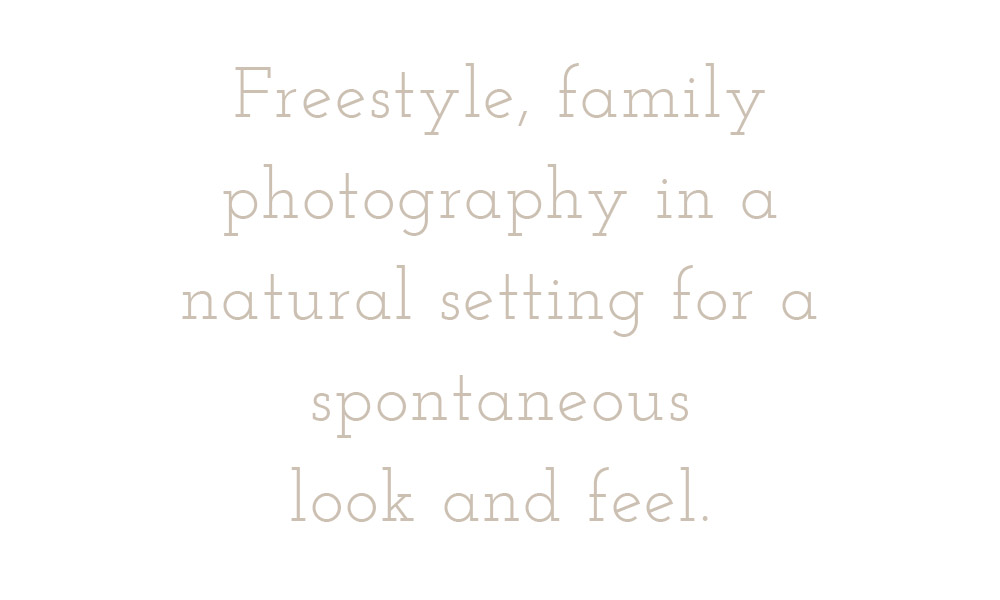 Freestyle, family
photography in a
natural setting for a
spontaneous
look and feel.